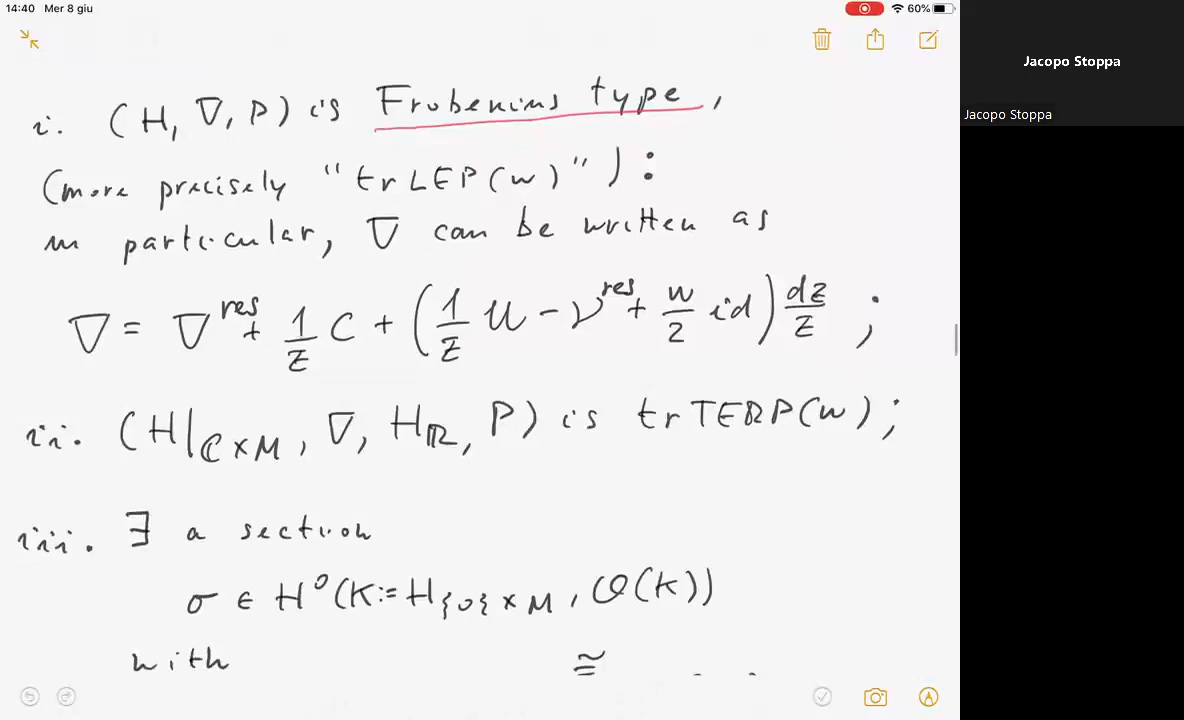 14:40 Mer 8 giu
60%
i. (H, ∇, P) is Frobenius type,
(more precisely "trLEP(w)"):
in particular, ∇ can be written as
∇ = ∇^res + 1/z C + (1/z U - V^res + w/2 id) dz/z ;
ii. (H|_{ℂ×M}, ∇, H_ℝ, P) is trTERP(w);
iii. ∃ a section
σ ∈ H^0(K := H_{{0}×M}, O(K))
with ≅
Jacopo Stoppa
Jacopo Stoppa